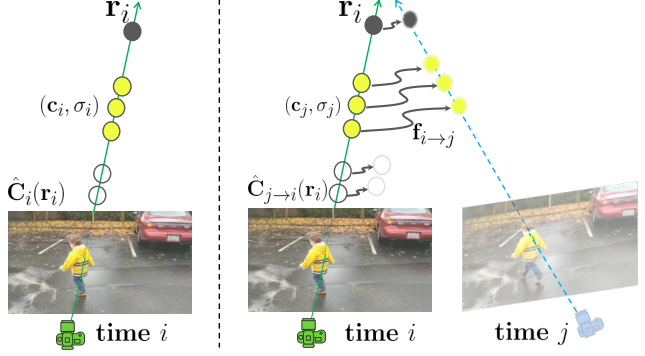 r_i
(c_i, σ_i)
Ĉ_i(r_i)
time i
r_i
(c_j, σ_j)
f_{i→j}
Ĉ_{j→i}(r_i)
time i
time j